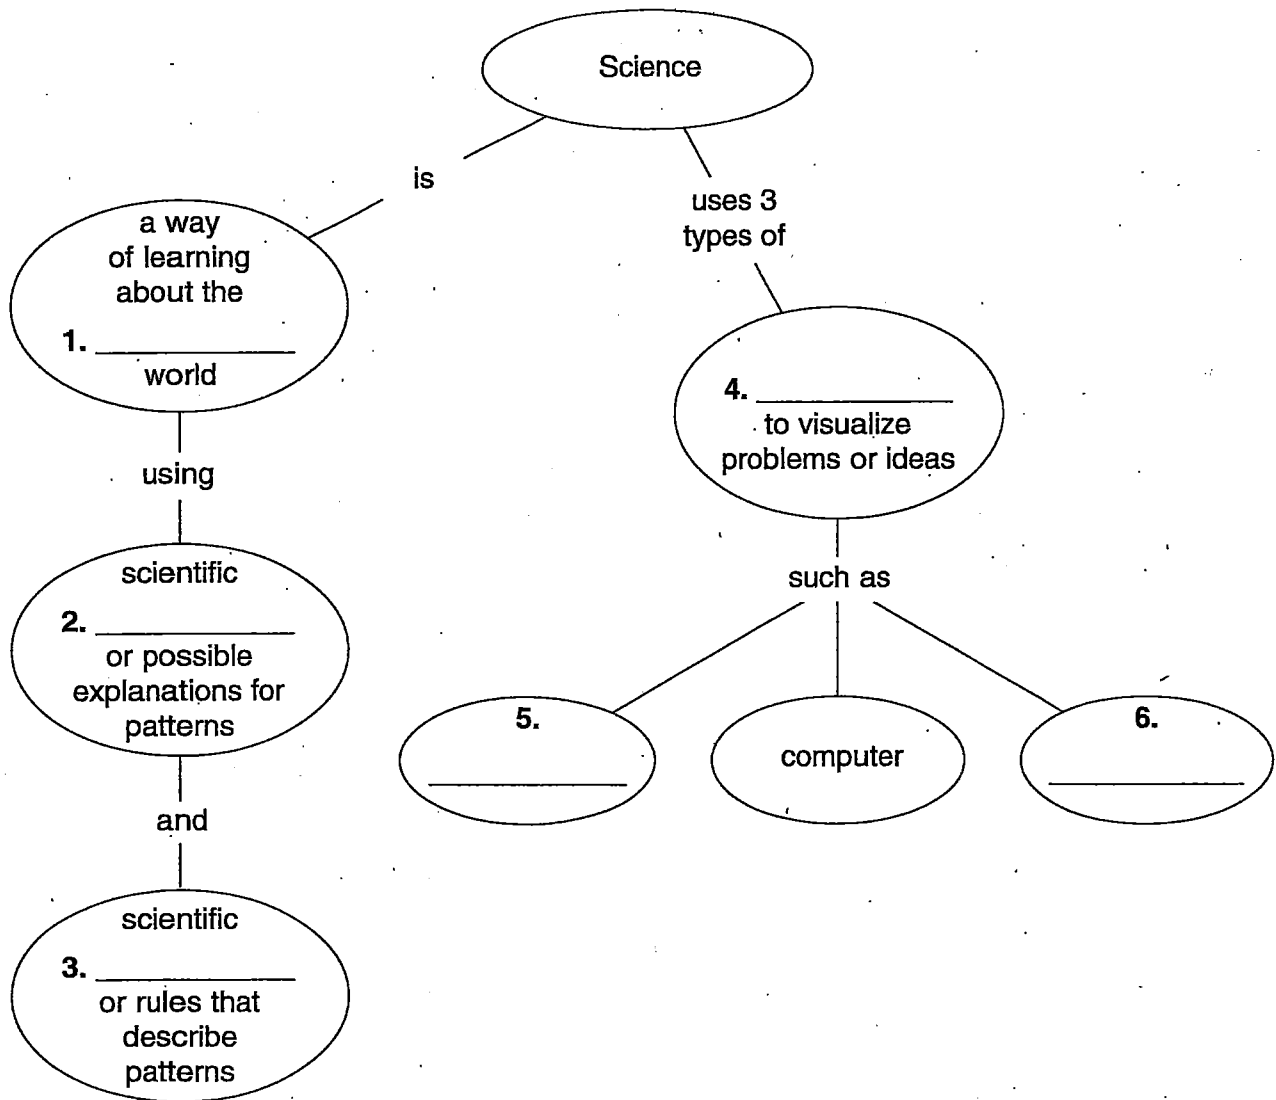 Science
is
uses 3
types of
a way
of learning
about the
1. ____________
world
4. ____________
to visualize
problems or ideas
using
scientific
2. ____________
or possible
explanations for
patterns
such as
5.
____________
computer
6.
____________
and
scientific
3. ____________
or rules that
describe
patterns